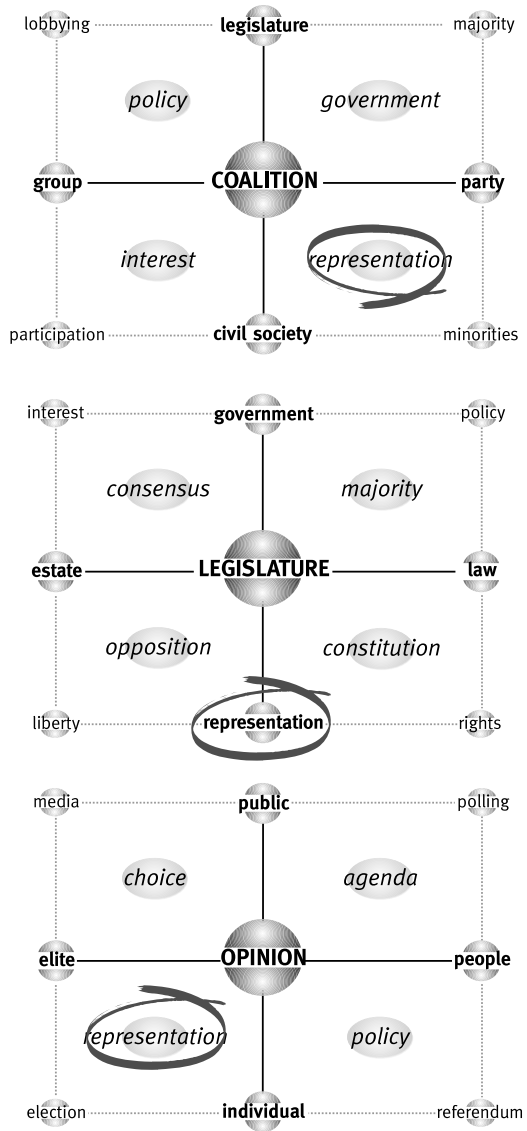 lobbying legislature majority
policy government
group COALITION party
interest representation
participation civil society minorities
interest government policy
consensus majority
estate LEGISLATURE law
opposition constitution
liberty representation rights
media public polling
choice agenda
elite OPINION people
representation policy
election individual referendum